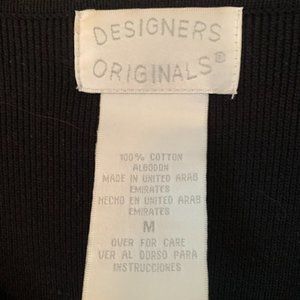 DESIGNERS
ORIGINALS®
100% COTTON
ALGODON
MADE IN UNITED ARAB
EMIRATES
HECHO EN UNITED ARAB
EMIRATES
M
OVER FOR CARE
VER AL DORSO PARA
INSTRUCCIONES